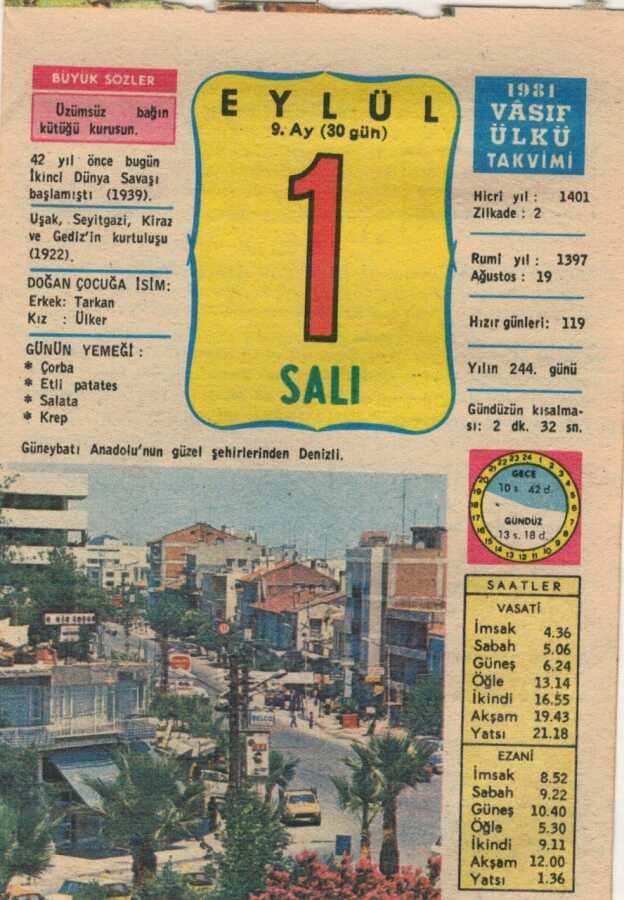 BÜYÜK SÖZLER
Üzümsüz bağın
kütüğü kurusun.
42 yıl önce bugün
İkinci Dünya Savaşı
başlamıştı (1939).
Uşak, Seyitgazi, Kiraz
ve Gediz'in kurtuluşu
(1922).
DOĞAN ÇOCUĞA İSİM:
Erkek: Tarkan
Kız : Ülker
GÜNÜN YEMEĞİ :
* Çorba
* Etli patates
* Salata
* Krep
EYLÜL
9. Ay (30 gün)
1
SALI
1981
VÂSIF
ÜLKÜ
TAKVİMİ
Hicri yıl : 1401
Zilkade : 2
Rumi yıl : 1397
Ağustos : 19
Hızır günleri: 119
Yılın 244. günü
Gündüzün kısalma-
sı: 2 dk. 32 sn.
GECE
10 s. 42 d.
GÜNDÜZ
13 s. 18 d.
Güneybatı Anadolu'nun güzel şehirlerinden Denizli.
BELCO
SAATLER
VASATİ
İmsak 4.36
Sabah 5.06
Güneş 6.24
Öğle 13.14
İkindi 16.55
Akşam 19.43
Yatsı 21.18
EZANİ
İmsak 8.52
Sabah 9.22
Güneş 10.40
Öğle 5.30
İkindi 9.11
Akşam 12.00
Yatsı 1.36